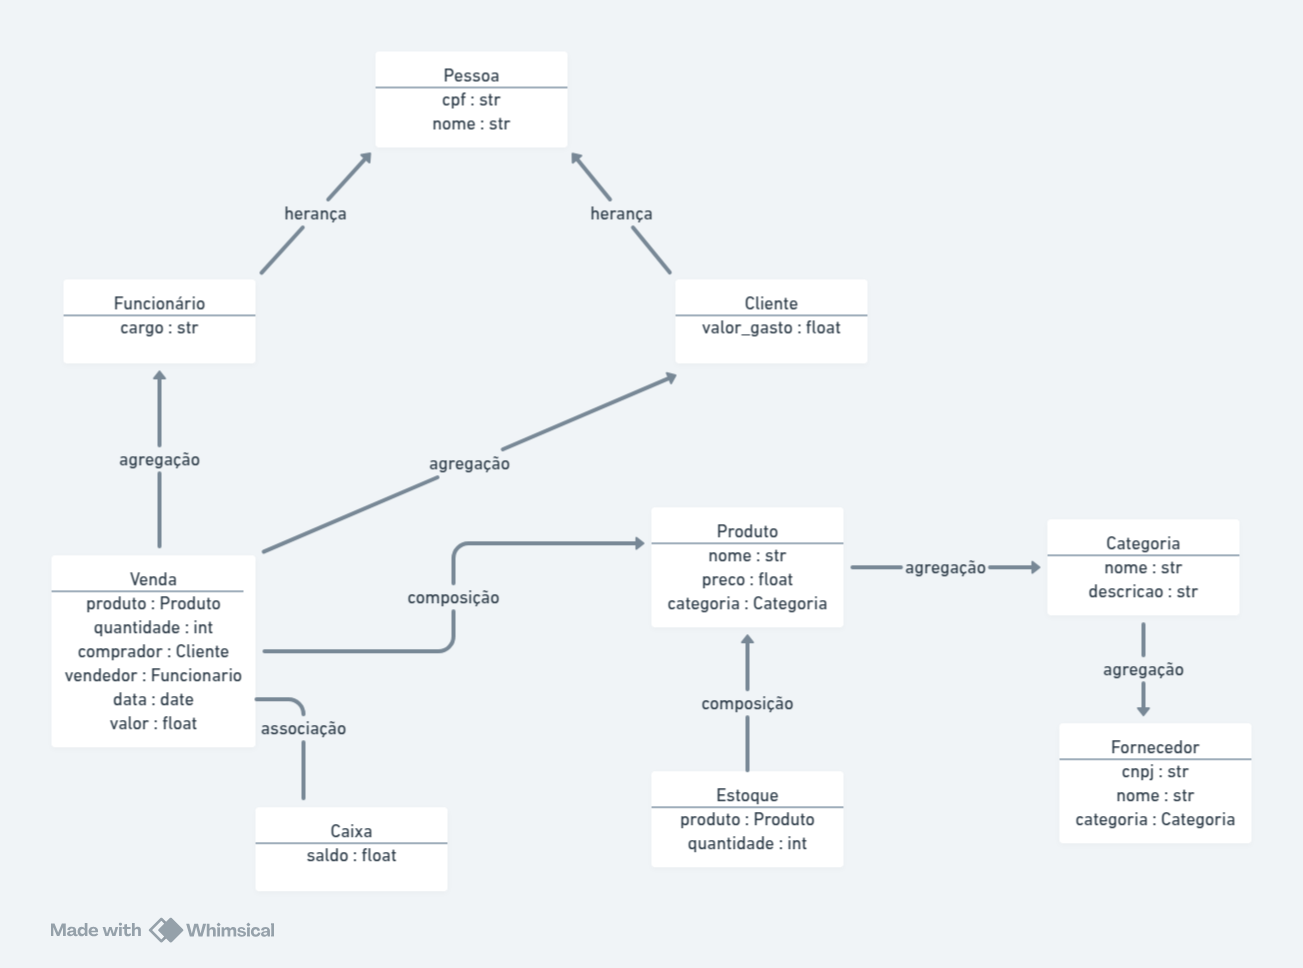 Pessoa
cpf : str
nome : str
herança
herança
Funcionário
cargo : str
Cliente
valor_gasto : float
agregação
agregação
Venda
produto : Produto
quantidade : int
comprador : Cliente
vendedor : Funcionario
data : date
valor : float
composição
associação
Caixa
saldo : float
Produto
nome : str
preco : float
categoria : Categoria
agregação
Categoria
nome : str
descricao : str
composição
agregação
Estoque
produto : Produto
quantidade : int
Fornecedor
cnpj : str
nome : str
categoria : Categoria
Made with Whimsical